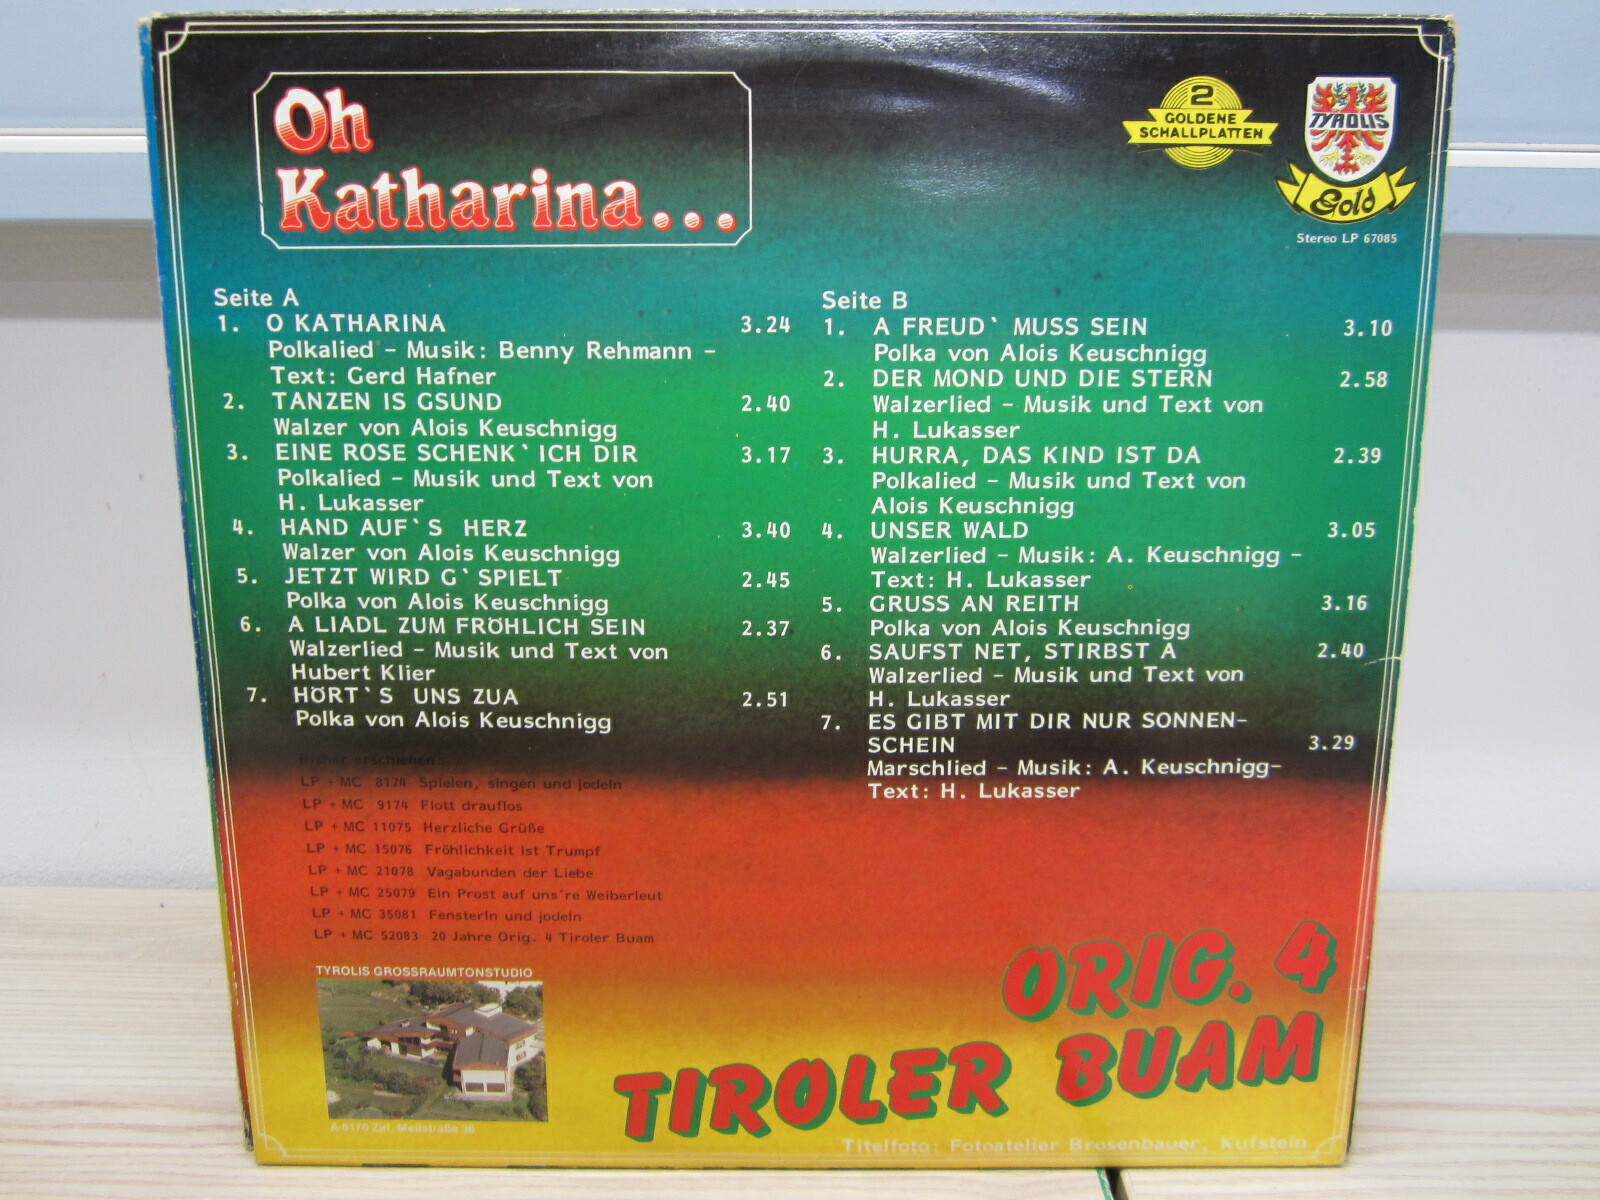 Oh
Katharina...
2
GOLDENE
SCHALLPLATTEN
TYROLIS
Gold
Stereo LP 67085
Seite A
1. O KATHARINA 3.24
Polkalied – Musik: Benny Rehmann –
Text: Gerd Hafner
2. TANZEN IS GSUND 2.40
Walzer von Alois Keuschnigg
3. EINE ROSE SCHENK` ICH DIR 3.17
Polkalied – Musik und Text von
H. Lukasser
4. HAND AUF`S HERZ 3.40
Walzer von Alois Keuschnigg
5. JETZT WIRD G`SPIELT 2.45
Polka von Alois Keuschnigg
6. A LIADL ZUM FRÖHLICH SEIN 2.37
Walzerlied – Musik und Text von
Hubert Klier
7. HÖRT`S UNS ZUA 2.51
Polka von Alois Keuschnigg
Seite B
1. A FREUD` MUSS SEIN 3.10
Polka von Alois Keuschnigg
2. DER MOND UND DIE STERN 2.58
Walzerlied – Musik und Text von
H. Lukasser
3. HURRA, DAS KIND IST DA 2.39
Polkalied – Musik und Text von
Alois Keuschnigg
4. UNSER WALD 3.05
Walzerlied – Musik: A. Keuschnigg –
Text: H. Lukasser
5. GRUSS AN REITH 3.16
Polka von Alois Keuschnigg
6. SAUFST NET, STIRBST A 2.40
Walzerlied – Musik und Text von
H. Lukasser
7. ES GIBT MIT DIR NUR SONNEN-
SCHEIN 3.29
Marschlied – Musik: A. Keuschnigg–
Text: H. Lukasser
Bisher erschienen:
LP + MC 8174 Spielen, singen und jodeln
LP + MC 9174 Flott drauflos
LP + MC 11075 Herzliche Grüße
LP + MC 15076 Fröhlichkeit ist Trumpf
LP + MC 21078 Vagabunden der Liebe
LP + MC 25079 Ein Prost auf uns're Weiberleut
LP + MC 35081 Fensterln und jodeln
LP + MC 52083 20 Jahre Orig. 4 Tiroler Buam
TYROLIS GROSSRAUMTONSTUDIO
A-6170 Zirl, Meilstraße 36
ORIG. 4
TIROLER BUAM
Titelfoto: Fotoatelier Brosenbauer, Kufstein